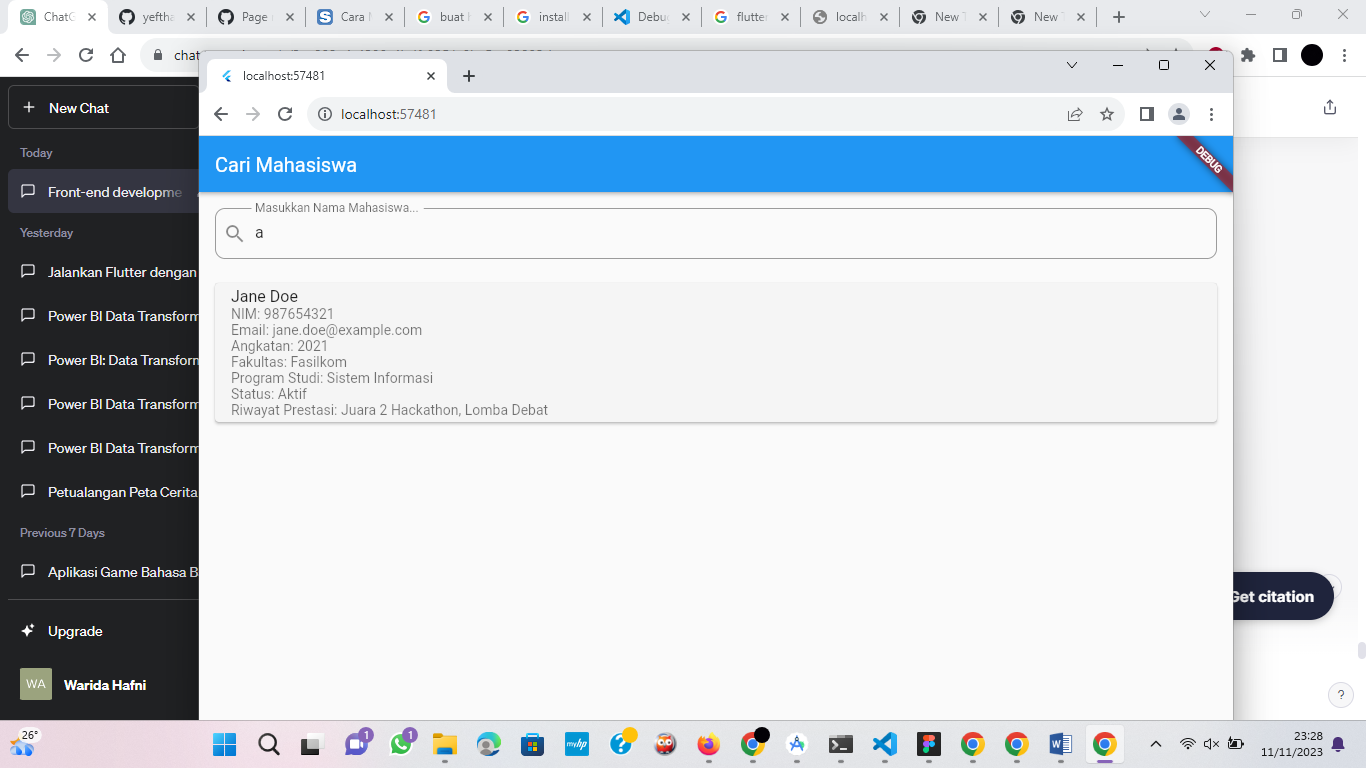 ChatG
yeftha
Page
Cara
buat
install
Debu
flutter
localh
New T
New T
chat
localhost:57481
localhost:57481
New Chat
Today
Front-end developme
Yesterday
Jalankan Flutter dengan
Power BI Data Transform
Power BI: Data Transform
Power BI Data Transform
Power BI Data Transform
Petualangan Peta Cerita
Previous 7 Days
Aplikasi Game Bahasa B
Upgrade
WA
Warida Hafni
Cari Mahasiswa
DEBUG
Masukkan Nama Mahasiswa...
a
Jane Doe
NIM: 987654321
Email: jane.doe@example.com
Angkatan: 2021
Fakultas: Fasilkom
Program Studi: Sistem Informasi
Status: Aktif
Riwayat Prestasi: Juara 2 Hackathon, Lomba Debat
Get citation
?
26°
1
1
myhp
23:28
11/11/2023